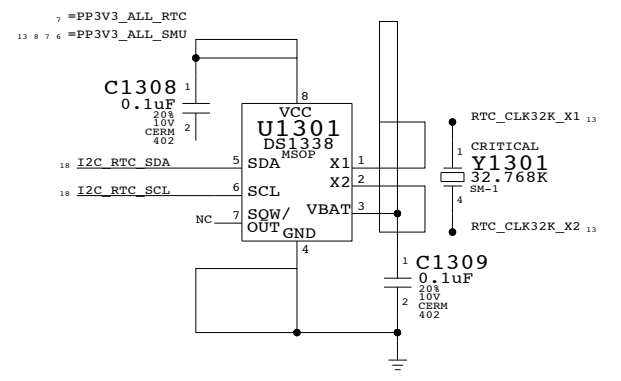 7 =PP3V3_ALL_RTC
13 8 7 6 =PP3V3_ALL_SMU
C1308
0.1uF
20%
10V
CERM
402
1
2
8
VCC
U1301
DS1338
MSOP
18 I2C_RTC_SDA 5 SDA
X1 1
X2 2
18 I2C_RTC_SCL 6 SCL
VBAT 3
NC 7 SQW/
OUT
GND
4
RTC_CLK32K_X1 13
CRITICAL
1
Y1301
32.768K
SM-1
4
RTC_CLK32K_X2 13
1
C1309
0.1uF
20%
10V
CERM
402
2